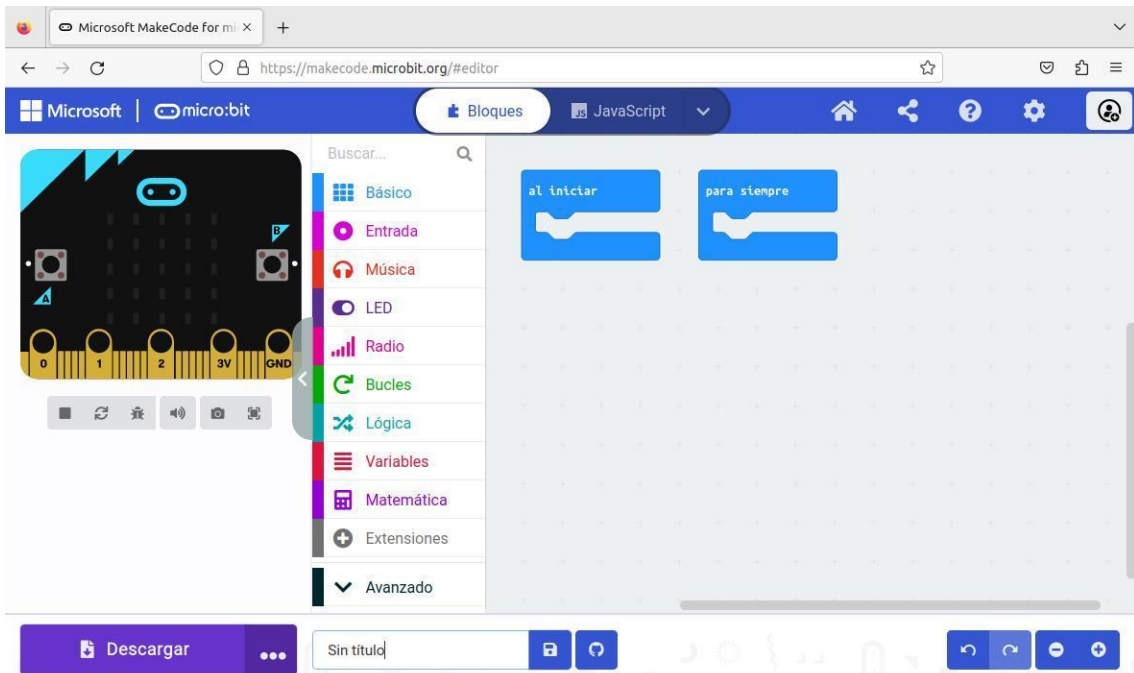 Microsoft MakeCode for mi
https://makecode.microbit.org/#editor
Microsoft
micro:bit
Bloques
JS JavaScript
Buscar...
Básico
Entrada
Música
LED
Radio
Bucles
Lógica
Variables
Matemática
Extensiones
Avanzado
al iniciar
para siempre
A
B
0
1
2
3V
GND
Descargar
Sin título